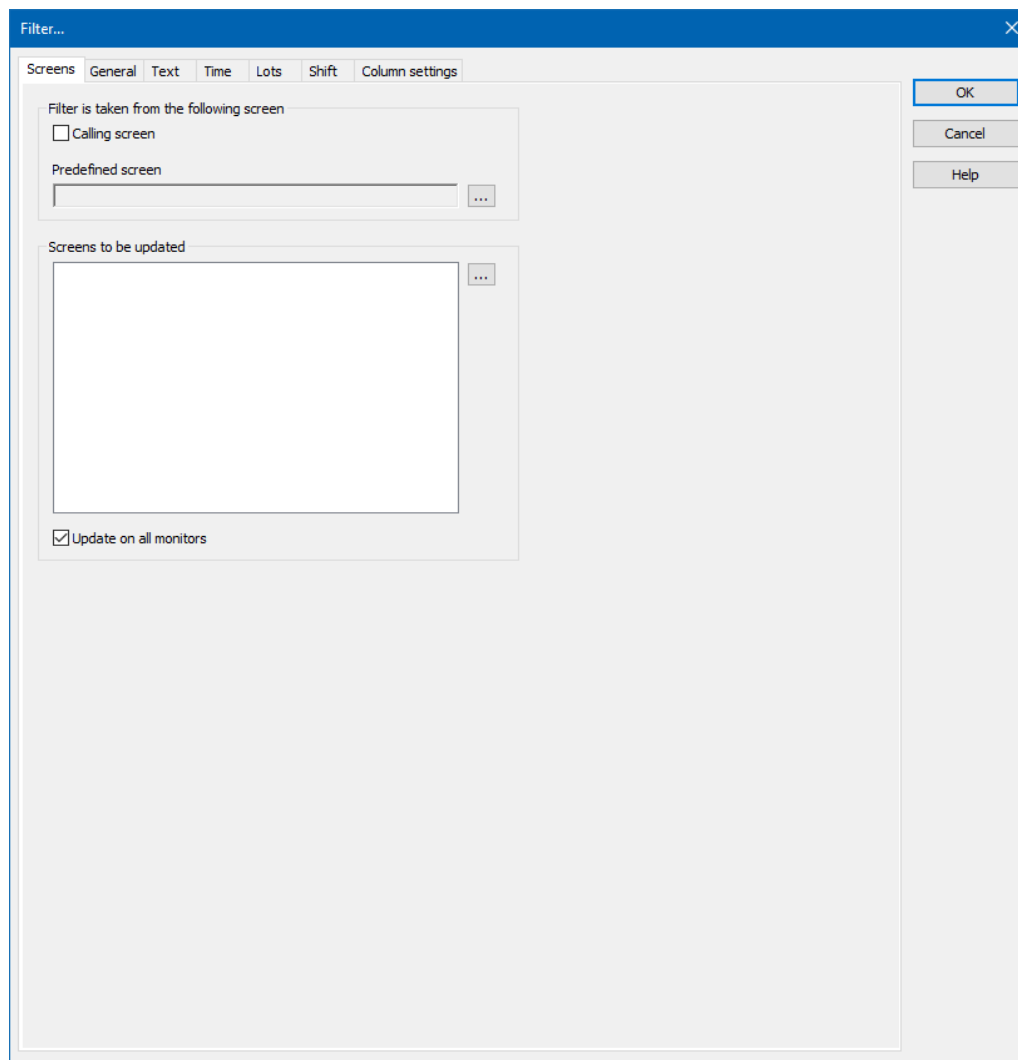 Filter...
Screens General Text Time Lots Shift Column settings
OK
Cancel
Help
Filter is taken from the following screen
Calling screen
Predefined screen
...
Screens to be updated
...
Update on all monitors